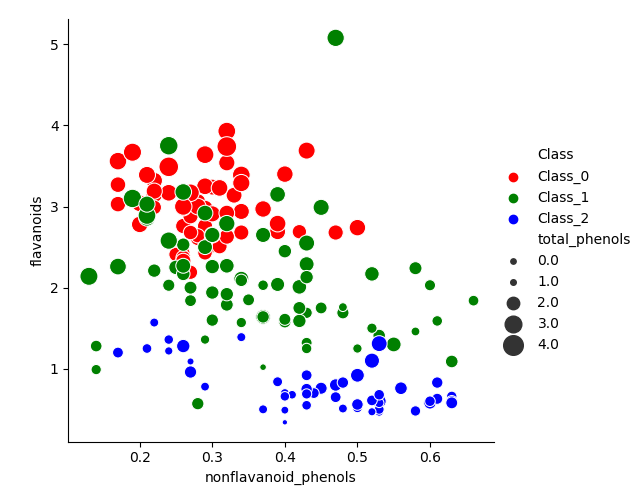 5
4
3
2
1
flavanoids
0.2 0.3 0.4 0.5 0.6
nonflavanoid_phenols
Class
Class_0
Class_1
Class_2
total_phenols
0.0
1.0
2.0
3.0
4.0